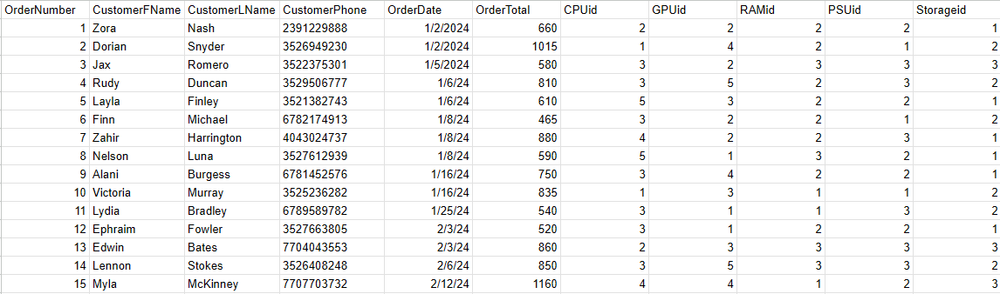 OrderNumber CustomerFName CustomerLName CustomerPhone OrderDate OrderTotal CPUid GPUid RAMid PSUid Storageid
1 Zora Nash 2391229888 1/2/2024 660 2 2 2 2 1
2 Dorian Snyder 3526949230 1/2/2024 1015 1 4 2 1 2
3 Jax Romero 3522375301 1/5/2024 580 3 2 3 3 3
4 Rudy Duncan 3529506777 1/6/24 810 3 5 2 3 2
5 Layla Finley 3521382743 1/6/24 610 5 3 2 2 1
6 Finn Michael 6782174913 1/8/24 465 3 2 2 1 2
7 Zahir Harrington 4043024737 1/8/24 880 4 2 2 3 1
8 Nelson Luna 3527612939 1/8/24 590 5 1 3 2 1
9 Alani Burgess 6781452576 1/16/24 750 3 4 2 2 1
10 Victoria Murray 3525236282 1/16/24 835 1 3 1 1 2
11 Lydia Bradley 6789589782 1/25/24 540 3 1 1 3 2
12 Ephraim Fowler 3527663805 2/3/24 520 3 1 2 2 1
13 Edwin Bates 7704043553 2/3/24 860 2 3 3 3 3
14 Lennon Stokes 3526408248 2/6/24 850 3 5 3 3 2
15 Myla McKinney 7707703732 2/12/24 1160 4 4 1 2 3